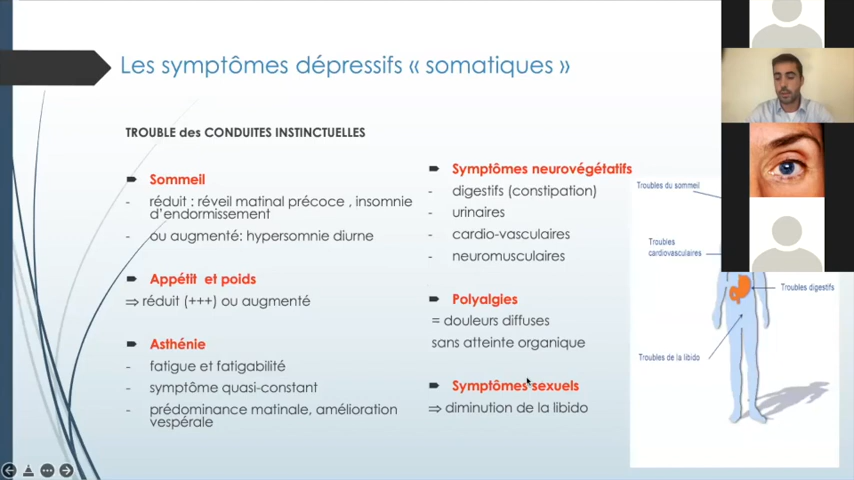 Les symptômes dépressifs « somatiques »
TROUBLE des CONDUITES INSTINCTUELLES
Sommeil
- réduit : réveil matinal précoce , insomnie
d'endormissement
- ou augmenté: hypersomnie diurne
Appétit et poids
⇒ réduit (+++) ou augmenté
Asthénie
- fatigue et fatigabilité
- symptôme quasi-constant
- prédominance matinale, amélioration
vespérale
Symptômes neurovégétatifs
- digestifs (constipation)
- urinaires
- cardio-vasculaires
- neuromusculaires
Polyalgies
= douleurs diffuses
sans atteinte organique
Symptômes sexuels
⇒ diminution de la libido
Troubles du sommeil
Troubles
cardiovasculaires
Troubles digestifs
Troubles de la libido